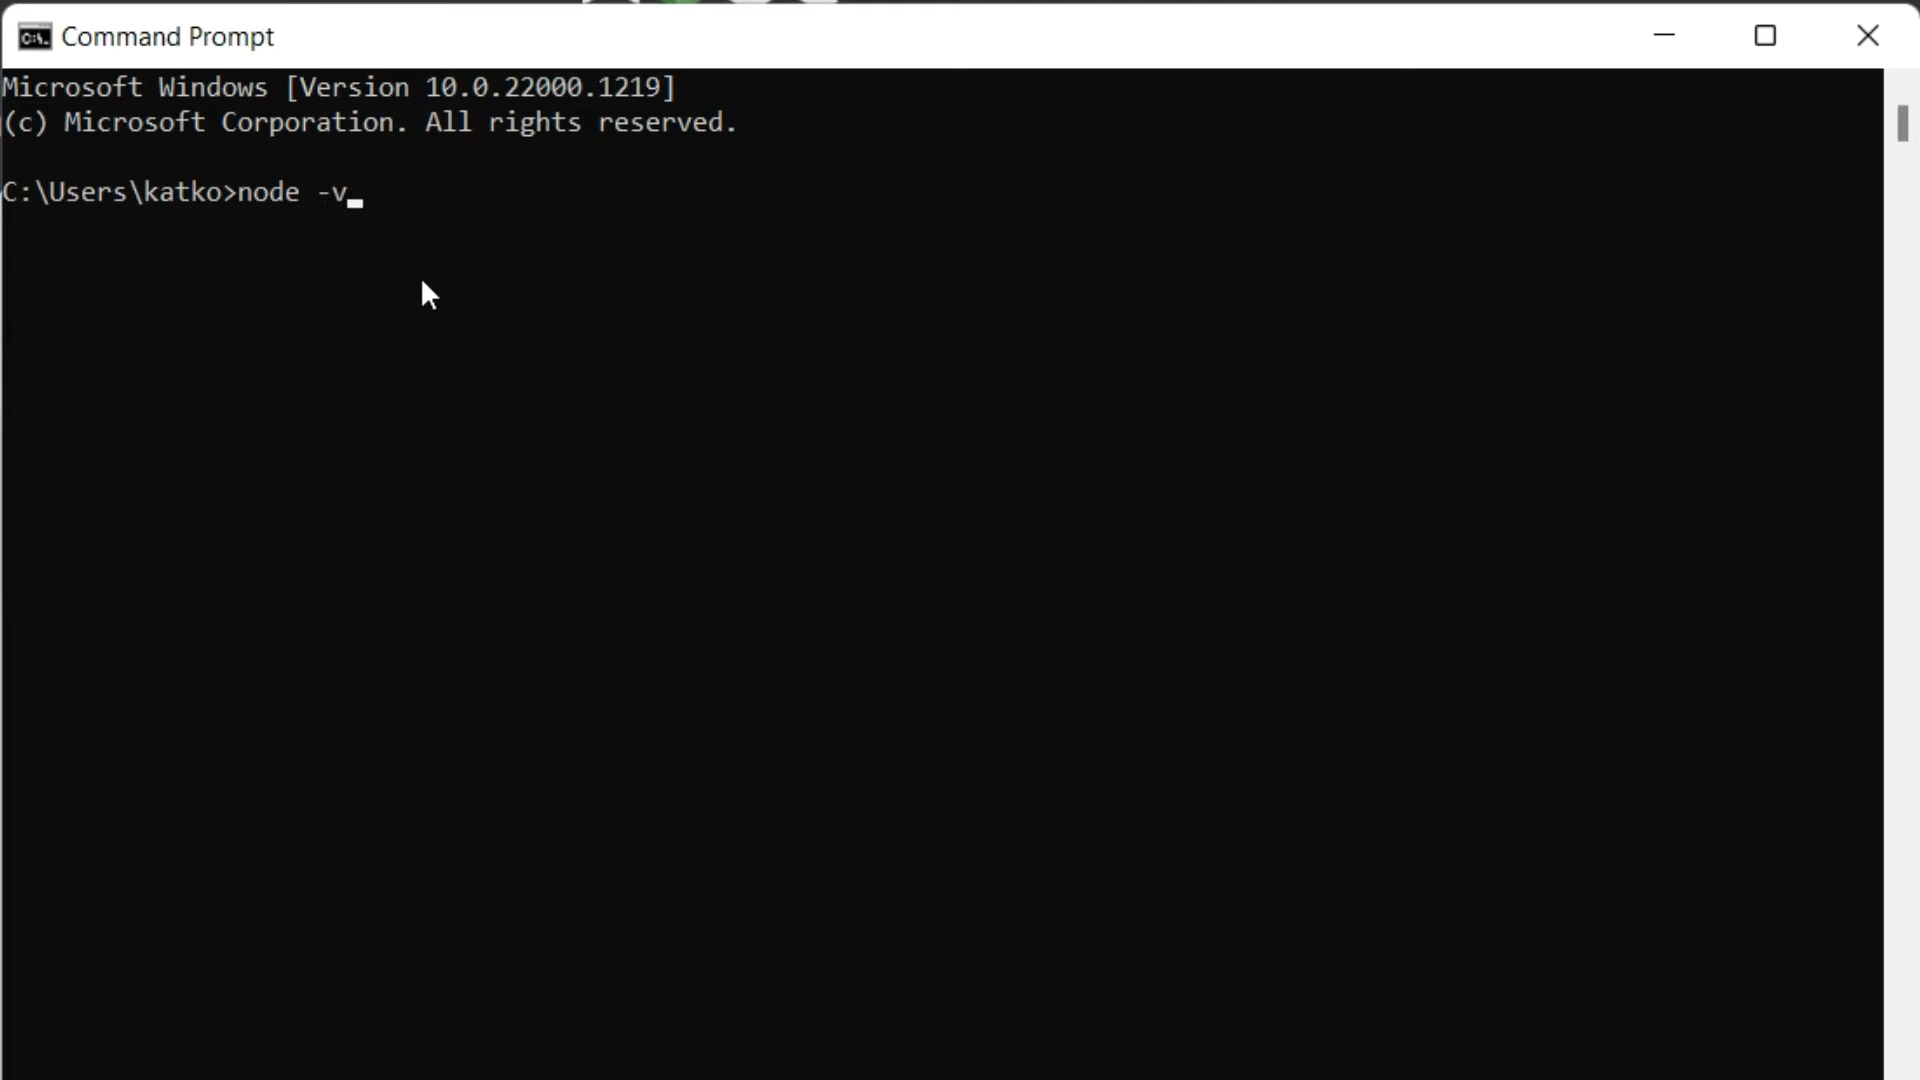 Command Prompt
Microsoft Windows [Version 10.0.22000.1219]
(c) Microsoft Corporation. All rights reserved.
C:\Users\katko>node -v